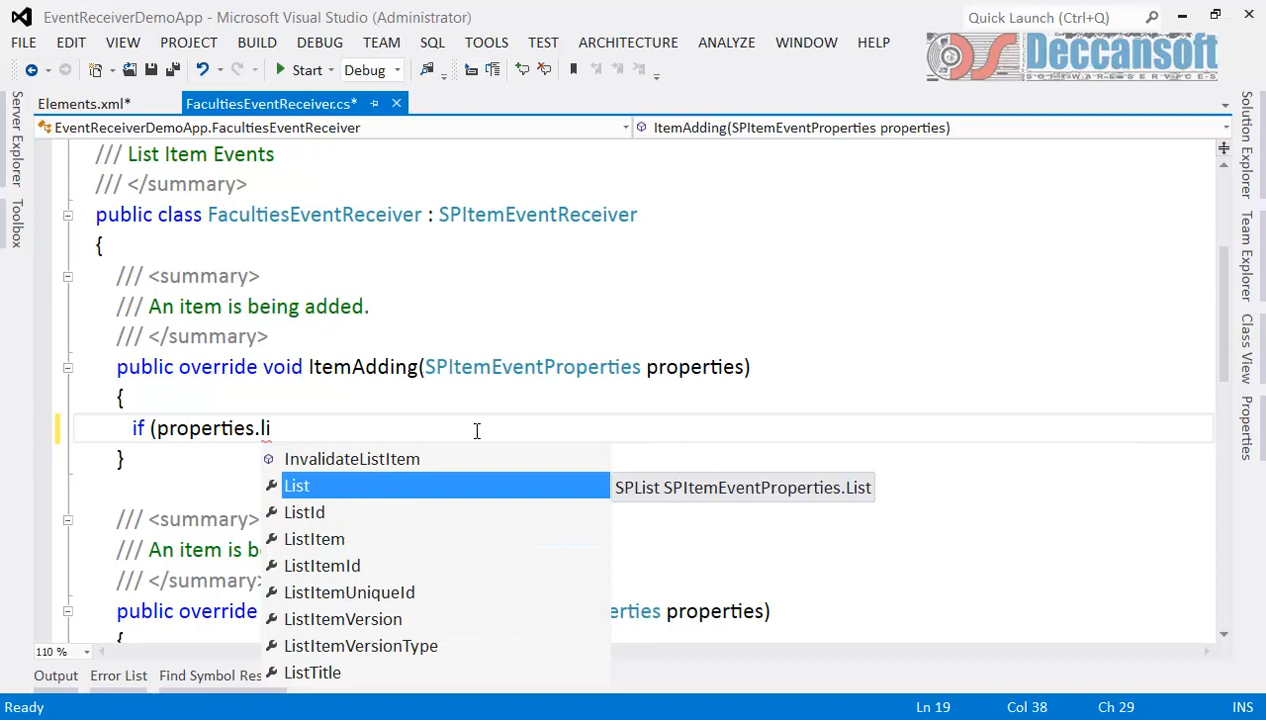 EventReceiverDemoApp - Microsoft Visual Studio (Administrator)
Quick Launch (Ctrl+Q)
FILE EDIT VIEW PROJECT BUILD DEBUG TEAM SQL TOOLS TEST ARCHITECTURE ANALYZE WINDOW HELP
DS Deccansoft
SOFTWARE SERVICES
Start Debug
Elements.xml* FacultiesEventReceiver.cs*
EventReceiverDemoApp.FacultiesEventReceiver ItemAdding(SPItemEventProperties properties)
Server Explorer
Toolbox
Solution Explorer
Team Explorer
Class View
Properties
/// List Item Events
/// </summary>
public class FacultiesEventReceiver : SPItemEventReceiver
{
/// <summary>
/// An item is being added.
/// </summary>
public override void ItemAdding(SPItemEventProperties properties)
{
if (properties.li
}
InvalidateListItem
List
SPList SPItemEventProperties.List
ListId
ListItem
ListItemId
ListItemUniqueId
ListItemVersion
ListItemVersionType
ListTitle
/// <summary>
/// An item is b
/// </summary>
public override erties properties)
{
110 %
Output Error List Find Symbol Res
Ready Ln 19 Col 38 Ch 29 INS